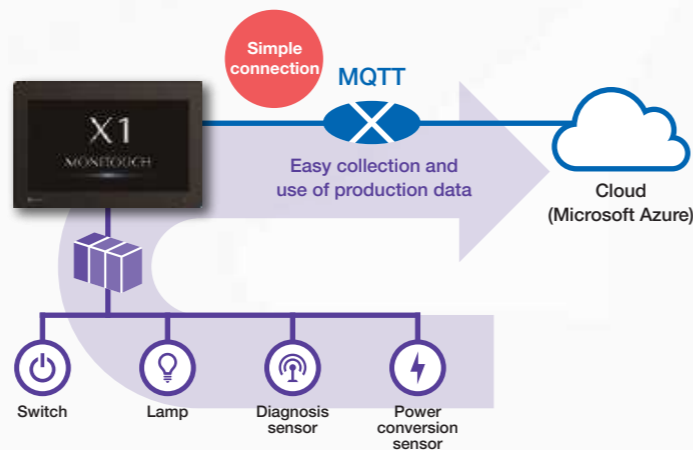 Simple
connection
MQTT
X1
MONITOUCH
Easy collection and
use of production data
Cloud
(Microsoft Azure)
Switch
Lamp
Diagnosis
sensor
Power
conversion
sensor